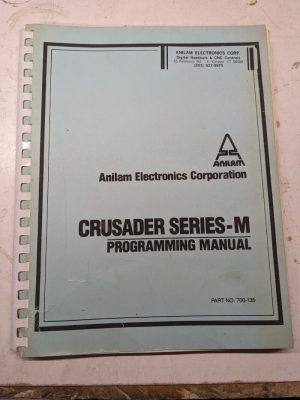 ANILAM ELECTRONICS CORP.
Digital Readouts & CNC Controls
ANILAM
Anilam Electronics Corporation
CRUSADER SERIES-M
PROGRAMMING MANUAL
PART NO. 700-135